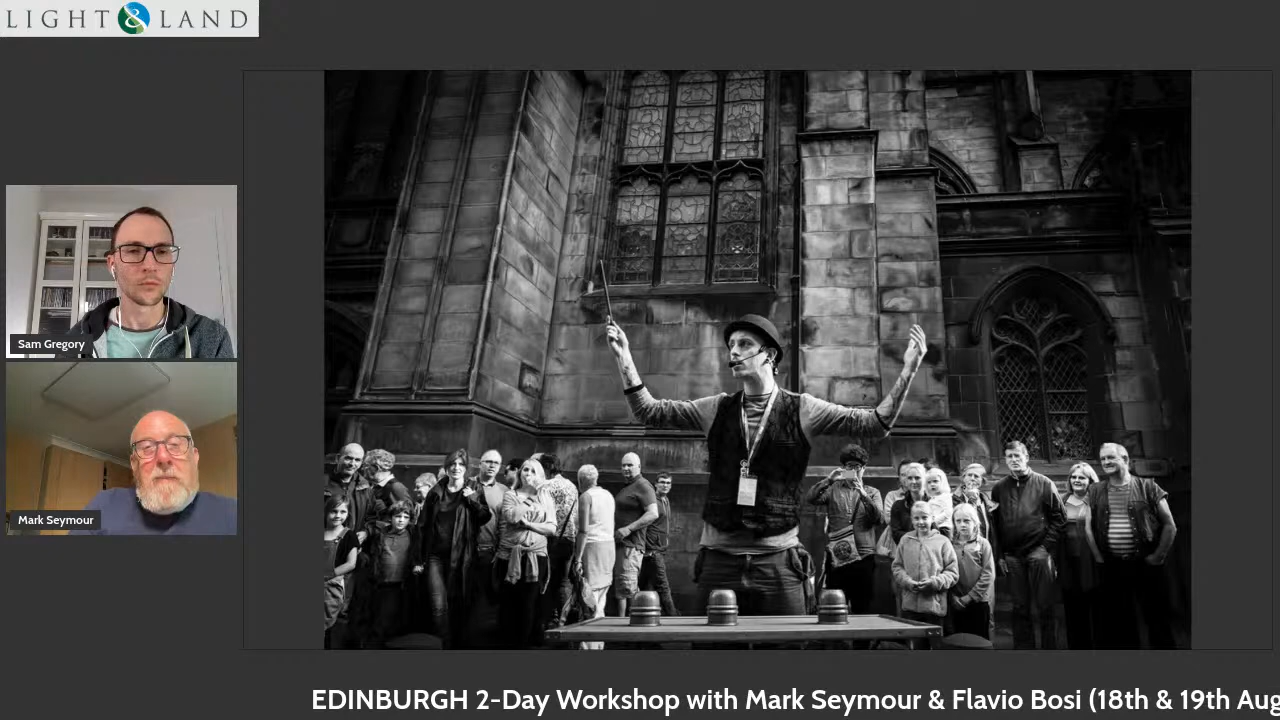 LIGHT & LAND
Sam Gregory
Mark Seymour
EDINBURGH 2-Day Workshop with Mark Seymour & Flavio Bosi (18th & 19th Aug